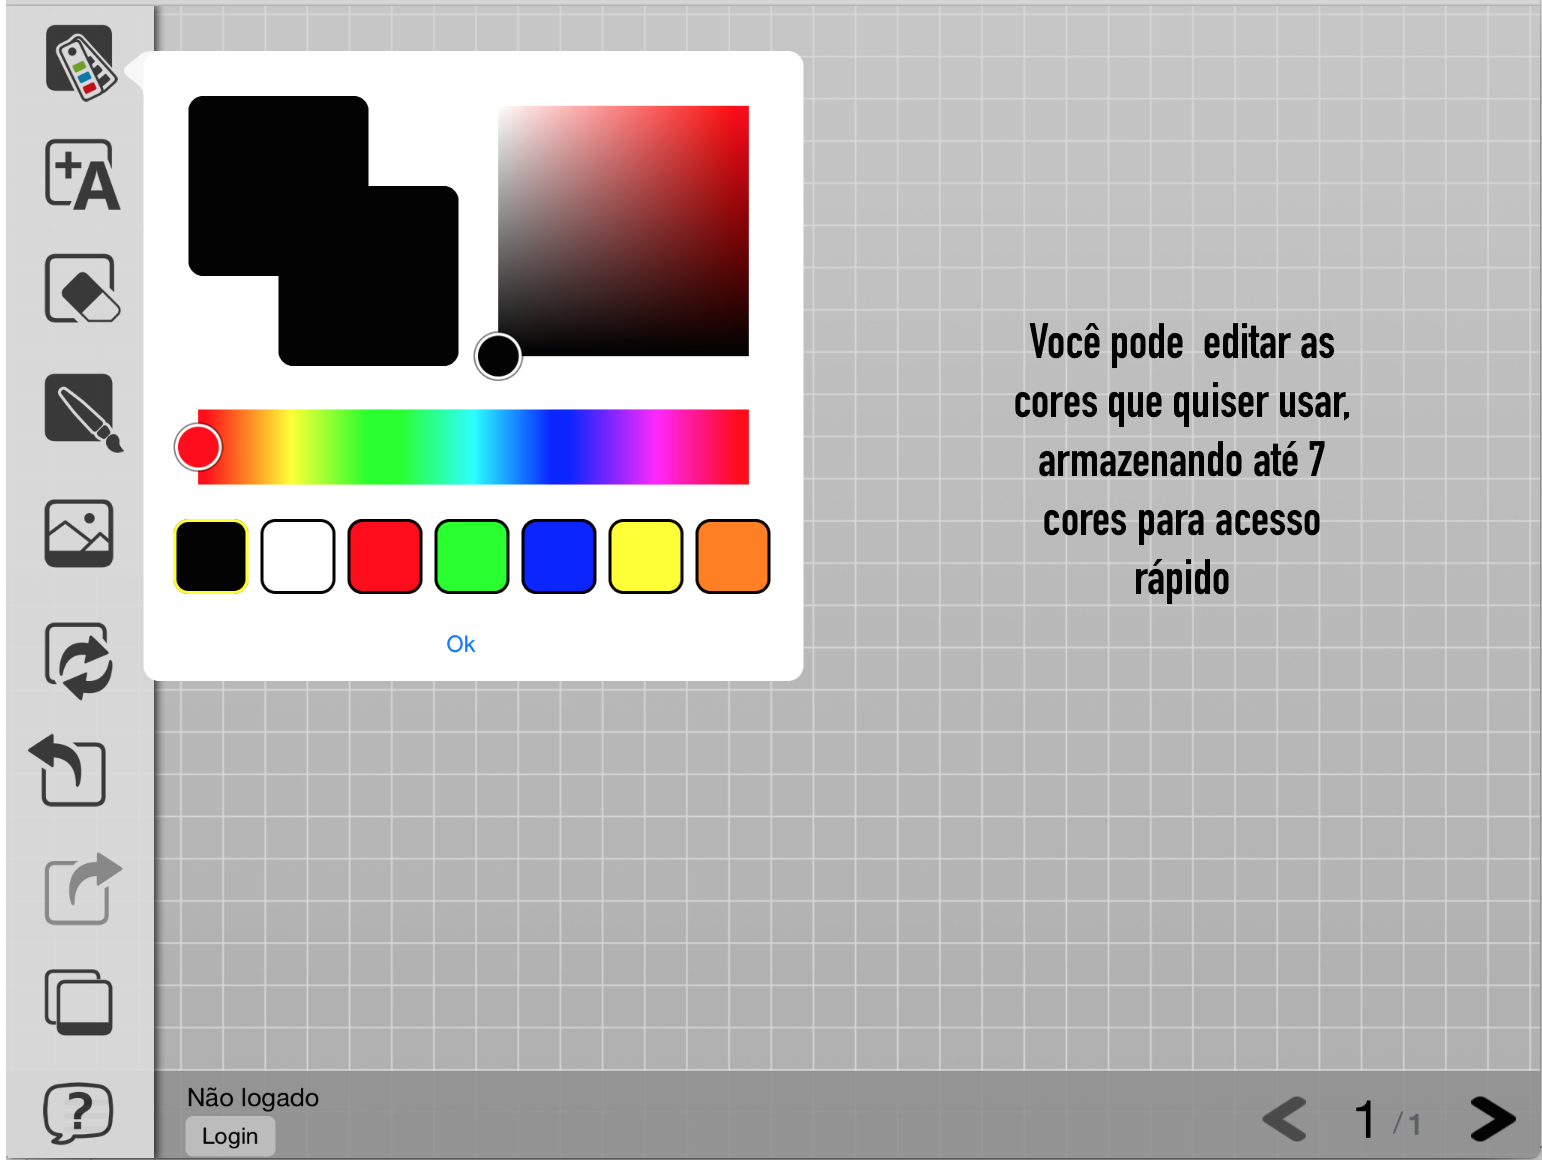 +A
Você pode  editar as
cores que quiser usar,
armazenando até 7
cores para acesso
rápido
Ok
Não logado
Login
1 / 1
?